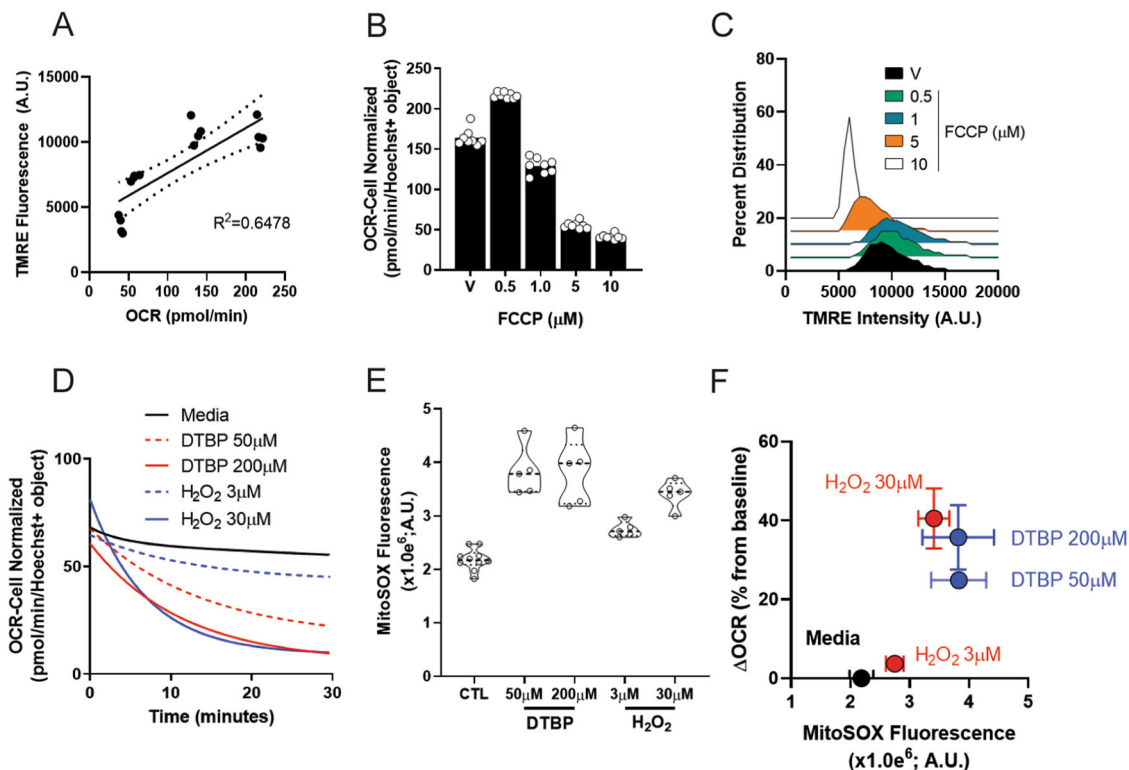 A
TMRE Fluorescence (A.U.)
15000
10000
5000
0
R²=0.6478
0 50 100 150 200 250
OCR (pmol/min)
B
OCR-Cell Normalized
(pmol/min/Hoechst+ object)
250
200
150
100
50
0
V 0.5 1.0 5 10
FCCP (μM)
C
Percent Distribution
80
60
40
20
0
V
0.5
1
5
10
FCCP (μM)
0 5000 10000 15000 20000
TMRE Intensity (A.U.)
D
Media
DTBP 50μM
DTBP 200μM
H₂O₂ 3μM
H₂O₂ 30μM
OCR-Cell Normalized
(pmol/min/Hoechst+ object)
100
50
0
0 10 20 30
Time (minutes)
E
MitoSOX Fluorescence
(x1.0e⁶;A.U.)
5
4
3
2
1
0
CTL 50μM 200μM 3μM 30μM
DTBP H₂O₂
F
ΔOCR (% from baseline)
60
40
20
0
H₂O₂ 30μM
DTBP 200μM
DTBP 50μM
Media
H₂O₂ 3μM
1 2 3 4 5
MitoSOX Fluorescence
(x1.0e⁶; A.U.)